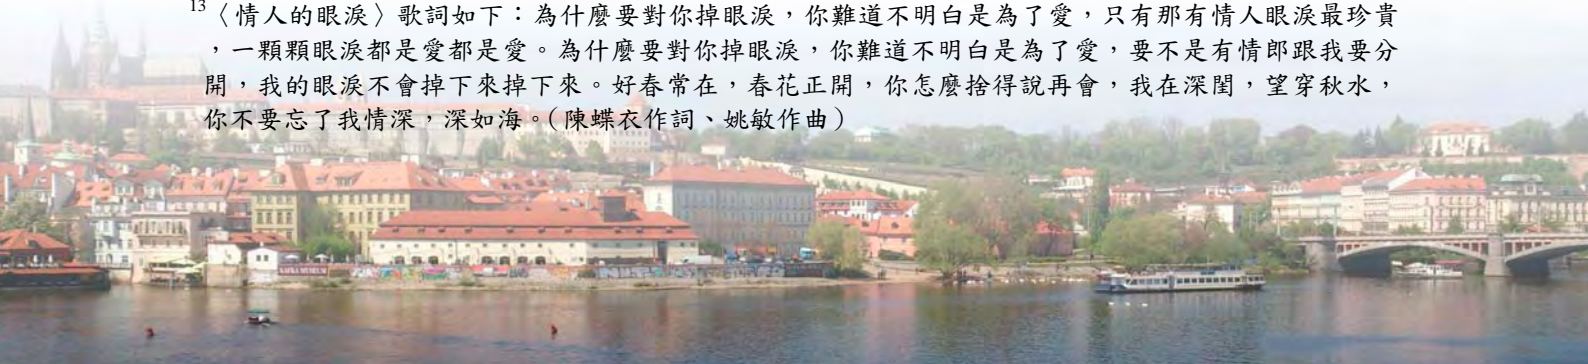 13〈情人的眼淚〉歌詞如下：為什麼要對你掉眼淚，你難道不明白是為了愛，只有那有情人眼淚最珍貴
，一顆顆眼淚都是愛都是愛。為什麼要對你掉眼淚，你難道不明白是為了愛，要不是有情郎跟我要分
開，我的眼淚不會掉下來掉下來。好春常在，春花正開，你怎麼捨得說再會，我在深閨，望穿秋水，
你不要忘了我情深，深如海。（陳蝶衣作詞、姚敏作曲）
KAFKA MUSEUM